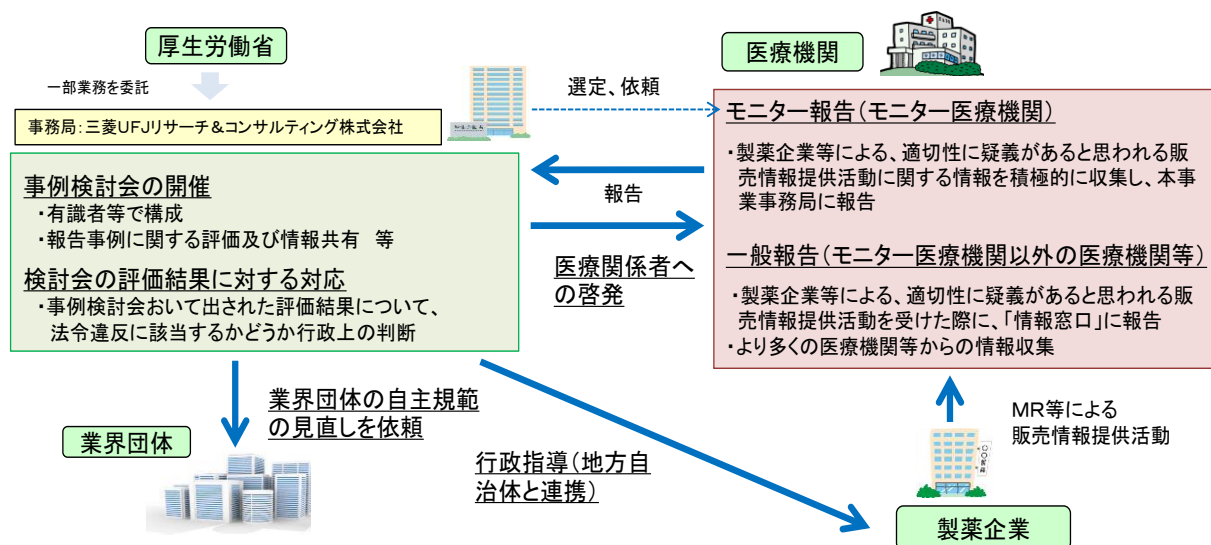 厚生労働省
一部業務を委託
事務局:三菱UFJリサーチ&コンサルティング株式会社
事例検討会の開催
・有識者等で構成
・報告事例に関する評価及び情報共有 等
検討会の評価結果に対する対応
・事例検討会おいて出された評価結果について、
法令違反に該当するかどうか行政上の判断
選定、依頼
報告
医療関係者へ
の啓発
医療機関
モニター報告(モニター医療機関)
・製薬企業等による、適切性に疑義があると思われる販
売情報提供活動に関する情報を積極的に収集し、本事
業事務局に報告
一般報告(モニター医療機関以外の医療機関等)
・製薬企業等による、適切性に疑義があると思われる販
売情報提供活動を受けた際に、「情報窓口」に報告
・より多くの医療機関等からの情報収集
業界団体の自主規範
の見直しを依頼
業界団体
行政指導(地方自
治体と連携)
MR等による
販売情報提供活動
製薬企業